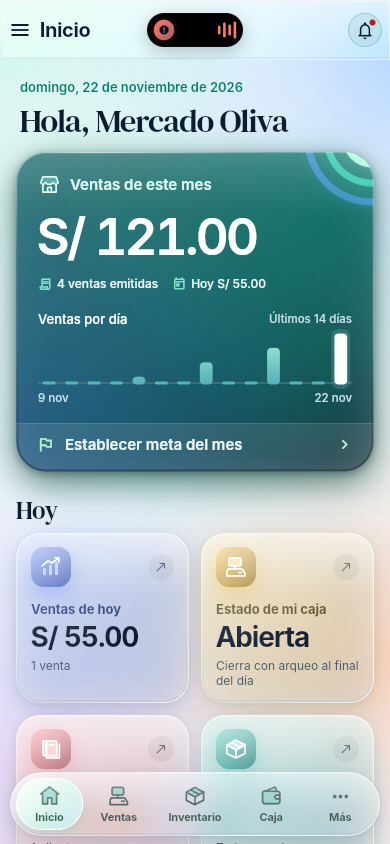 Inicio
domingo, 22 de noviembre de 2026
Hola, Mercado Oliva
Ventas de este mes
S/ 121.00
4 ventas emitidas Hoy S/ 55.00
Ventas por día Últimos 14 días
9 nov 22 nov
Establecer meta del mes
Hoy
Ventas de hoy
S/ 55.00
1 venta
Estado de mi caja
Abierta
Cierra con arqueo al final
del día
Inicio Ventas Inventario Caja Más